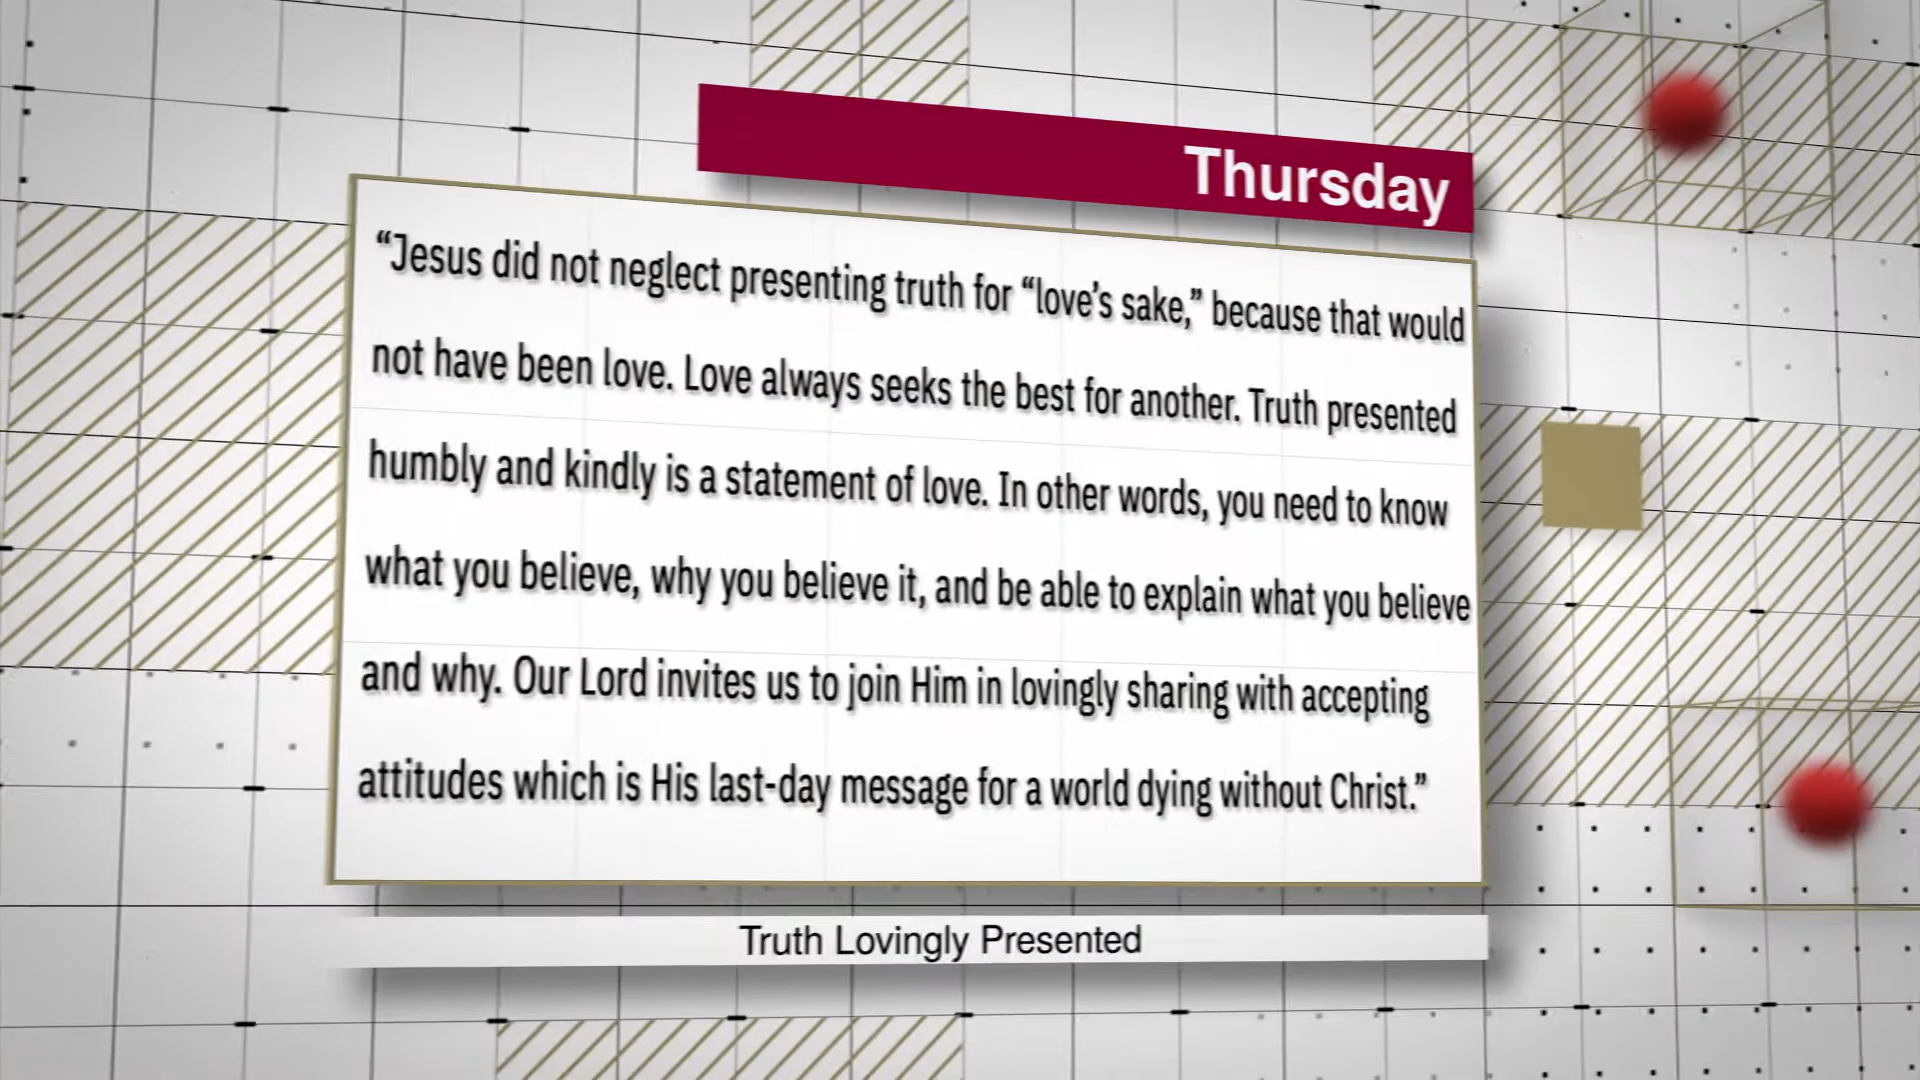 Thursday
“Jesus did not neglect presenting truth for “love’s sake,” because that would
not have been love. Love always seeks the best for another. Truth presented
humbly and kindly is a statement of love. In other words, you need to know
what you believe, why you believe it, and be able to explain what you believe
and why. Our Lord invites us to join Him in lovingly sharing with accepting
attitudes which is His last-day message for a world dying without Christ.”
Truth Lovingly Presented